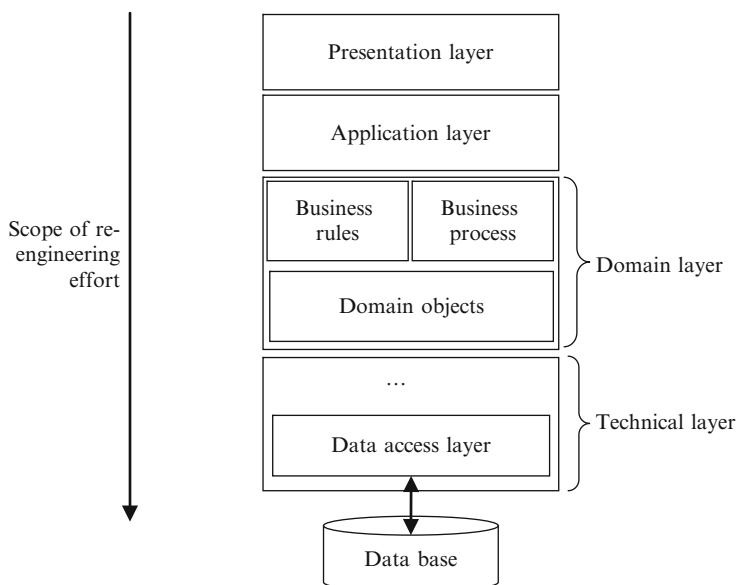 Presentation layer
Application layer
Business
rules
Business
process
Domain objects
Domain layer
Scope of re-
engineering
effort
...
Data access layer
Technical layer
Data base